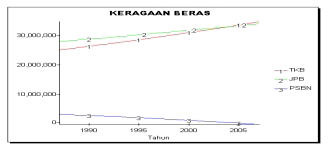 KERAGAAN BERAS
30,000,000
20,000,000
10,000,000
0
1990 1995 2000 2005
Tahun
1 TKB
2 JPB
3 PSBN